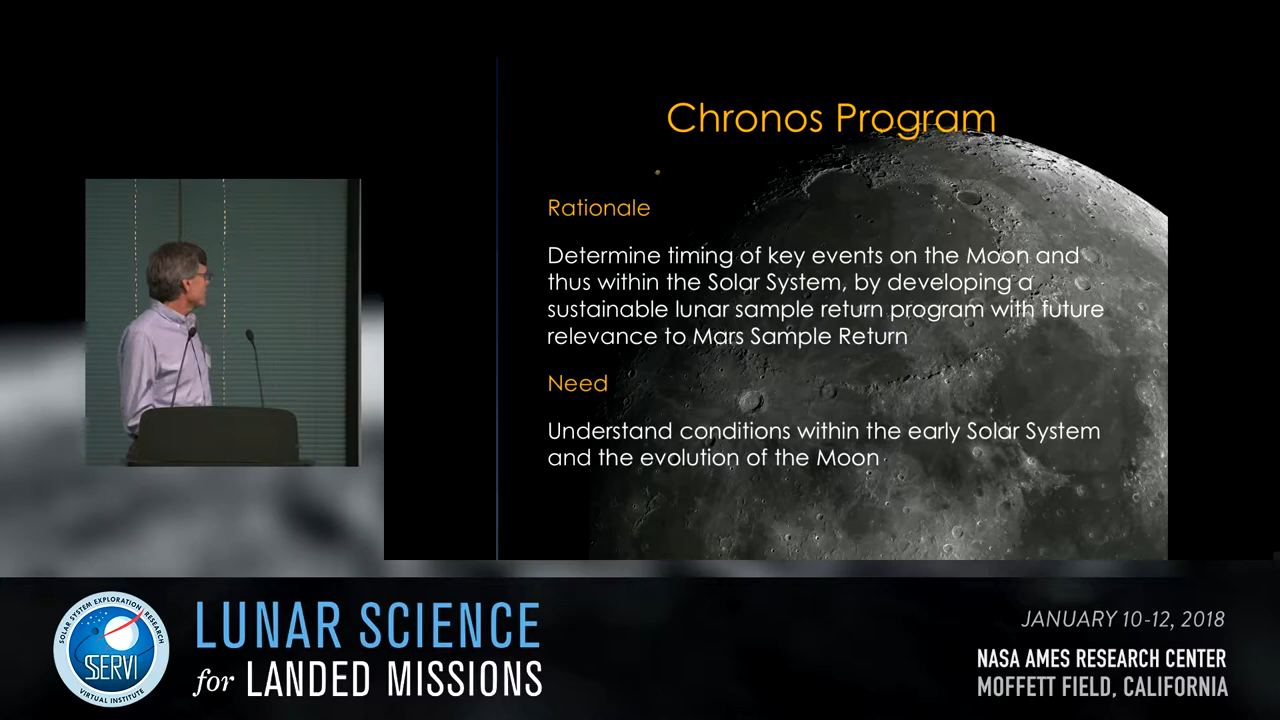 Chronos Program
Rationale
Determine timing of key events on the Moon and
thus within the Solar System, by developing a
sustainable lunar sample return program with future
relevance to Mars Sample Return
Need
Understand conditions within the early Solar System
and the evolution of the Moon
SOLAR SYSTEM EXPLORATION RESEARCH
SSERVI
VIRTUAL INSTITUTE
LUNAR SCIENCE
for LANDED MISSIONS
JANUARY 10-12, 2018
NASA AMES RESEARCH CENTER
MOFFETT FIELD, CALIFORNIA